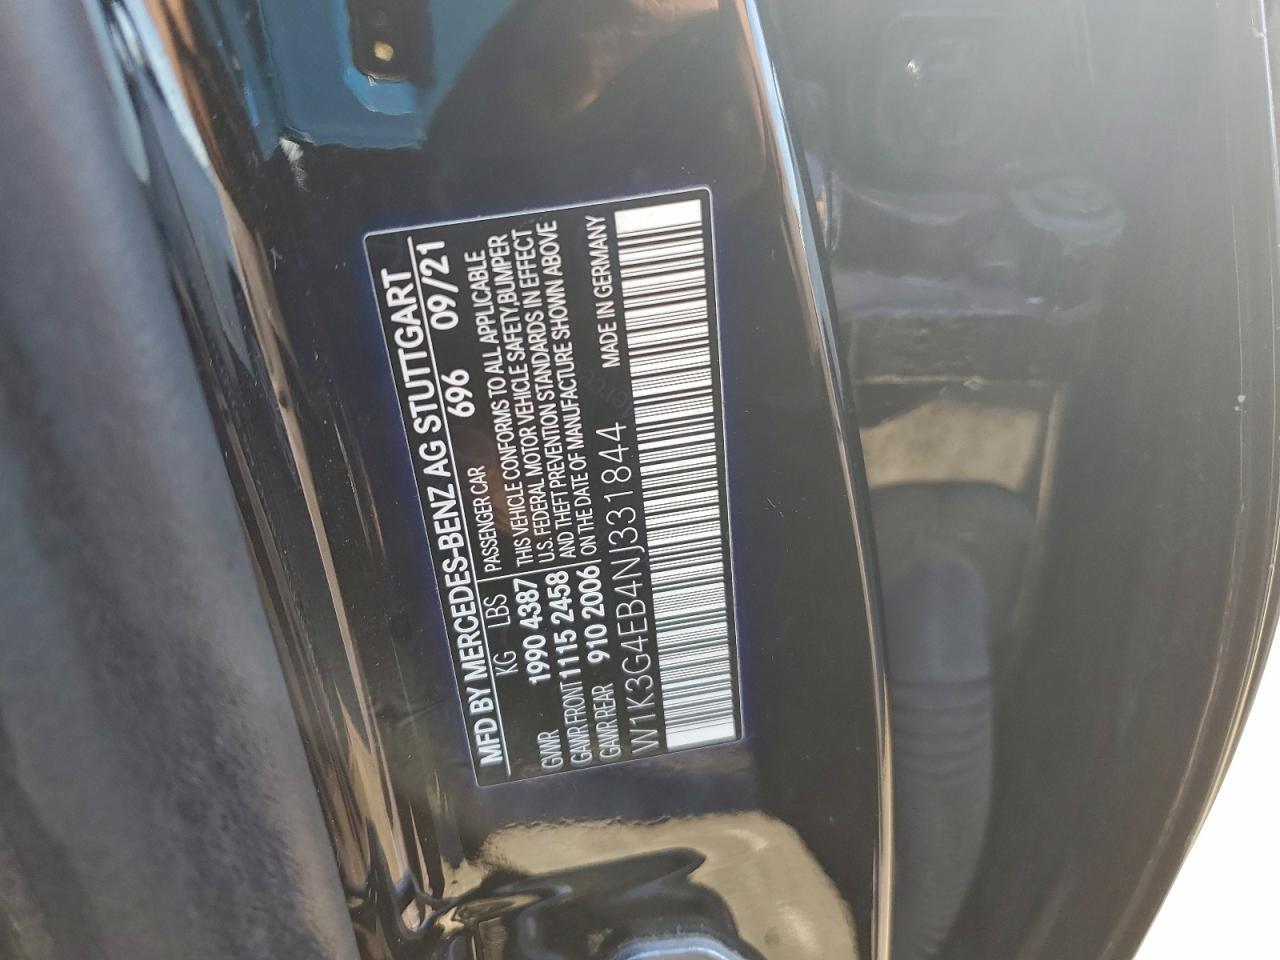 MFD BY MERCEDES-BENZ AG STUTTGART
KG LBS 696 09/21
GVWR 1990 4387
GAWR FRONT 1115 2458
GAWR REAR 910 2006
PASSENGER CAR
THIS VEHICLE CONFORMS TO ALL APPLICABLE
U.S. FEDERAL MOTOR VEHICLE SAFETY, BUMPER
AND THEFT PREVENTION STANDARDS IN EFFECT
ON THE DATE OF MANUFACTURE SHOWN ABOVE
W1K3G4EB4NJ331844 MADE IN GERMANY